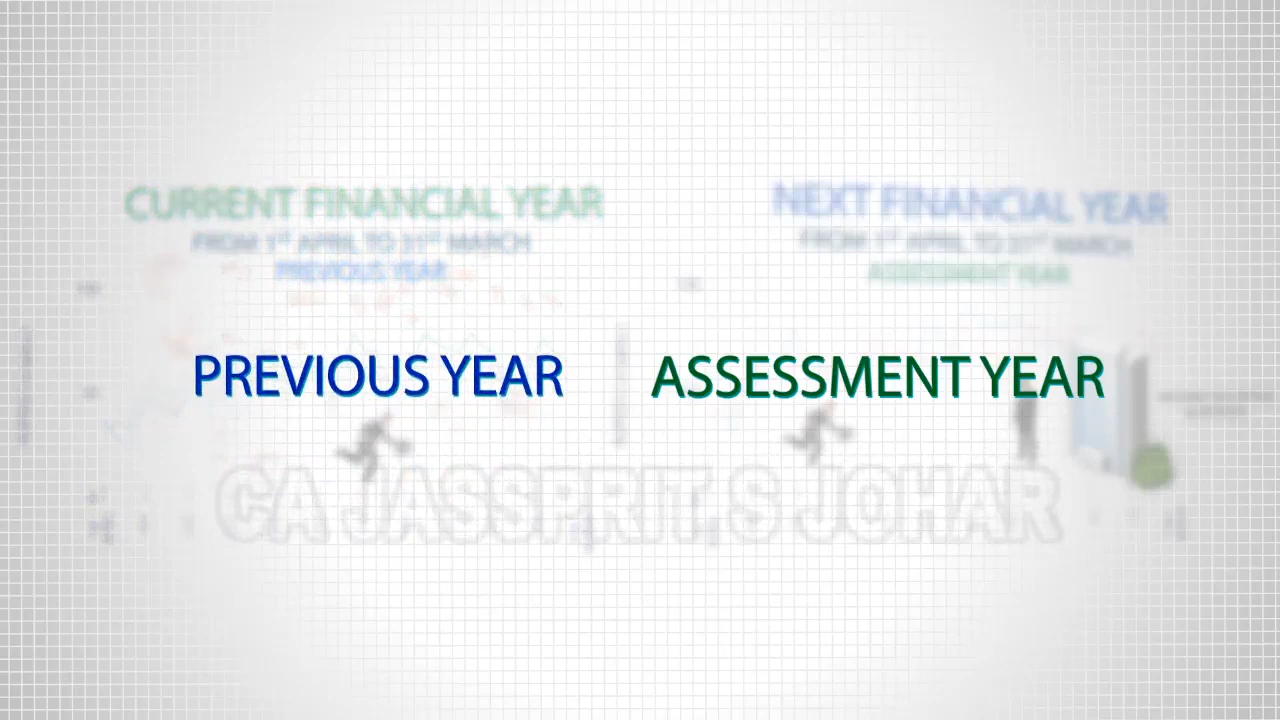 CURRENT FINANCIAL YEAR
FROM 1ST APRIL TO 31ST MARCH
PREVIOUS YEAR
NEXT FINANCIAL YEAR
FROM 1ST APRIL TO 31ST MARCH
ASSESSMENT YEAR
PREVIOUS YEAR
ASSESSMENT YEAR
CA JASSPRIT S JOHAR